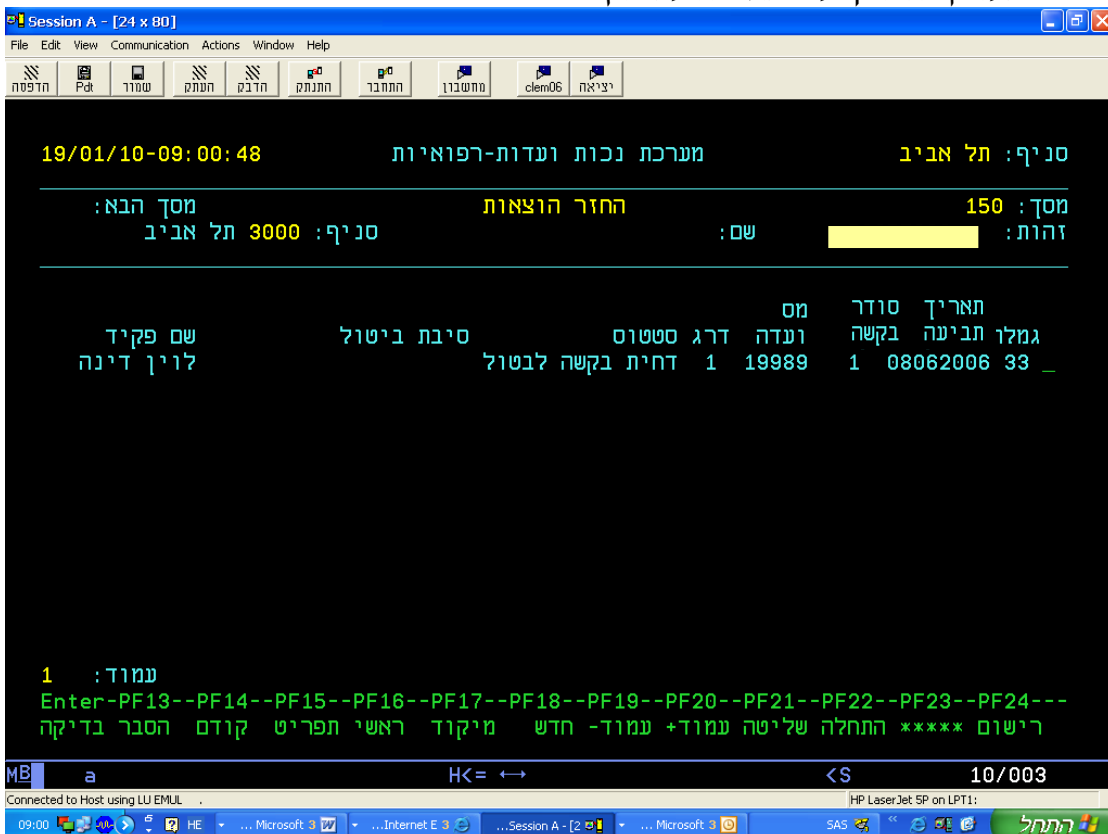 Session A - [24 x 80]
File Edit View Communication Actions Window Help
הדפסה Pdt שמור העתק הדבק התנתק התחבר מחשבון clem06 יציאה
סניף: תל אביב מערכת נכות ועדות-רפואיות 19/01/10-09:00:48
מסך: 150 החזר הוצאות מסך הבא:
זהות: שם: סניף: 3000 תל אביב
תאריך סודר מס
גמלו תביעה בקשה ועדה דרג סטטוס סיבת ביטול שם פקיד
_ 33 08062006 1 19989 1 דחית בקשה לבטול לוין דינה
עמוד: 1
Enter-PF13--PF14--PF15--PF16--PF17--PF18--PF19--PF20--PF21--PF22--PF23--PF24---
רישום ***** התחלה שליטה עמוד+ עמוד- חדש מיקוד ראשי תפריט קודם הסבר בדיקה
MB a H<= ↔ <S 10/003
Connected to Host using LU EMUL . HP LaserJet 5P on LPT1:
09:00 5 HE ... Microsoft 3 ...Internet E 3 ...Session A - [2 ... Microsoft 3 SAS התחל